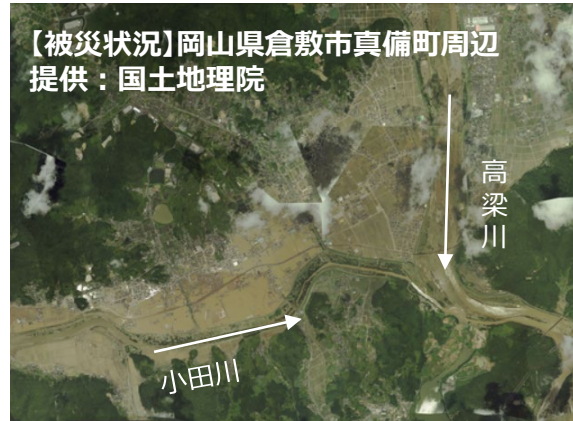 【被災状況】岡山県倉敷市真備町周辺
提供：国土地理院
高梁川
小田川